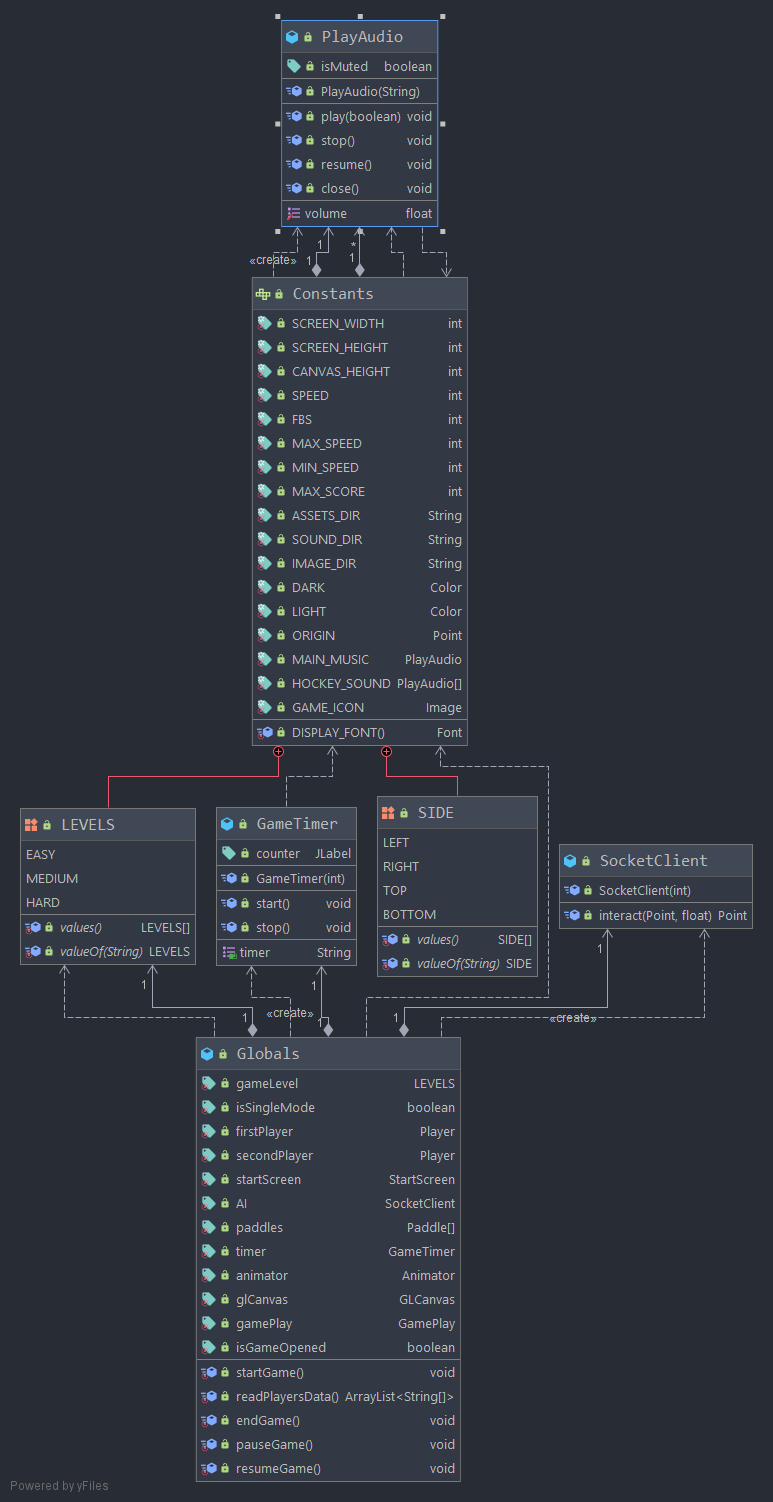 PlayAudio
isMuted boolean
PlayAudio(String)
play(boolean) void
stop() void
resume() void
close() void
volume float
1 *
«create» 1 1
Constants
SCREEN_WIDTH int
SCREEN_HEIGHT int
CANVAS_HEIGHT int
SPEED int
FBS int
MAX_SPEED int
MIN_SPEED int
MAX_SCORE int
ASSETS_DIR String
SOUND_DIR String
IMAGE_DIR String
DARK Color
LIGHT Color
ORIGIN Point
MAIN_MUSIC PlayAudio
HOCKEY_SOUND PlayAudio[]
GAME_ICON Image
DISPLAY_FONT() Font
LEVELS
EASY
MEDIUM
HARD
values() LEVELS[]
valueOf(String) LEVELS
GameTimer
counter JLabel
GameTimer(int)
start() void
stop() void
timer String
SIDE
LEFT
RIGHT
TOP
BOTTOM
values() SIDE[]
valueOf(String) SIDE
SocketClient
SocketClient(int)
interact(Point, float) Point
1 1 1
1 «create» 1 1 «create»
Globals
gameLevel LEVELS
isSingleMode boolean
firstPlayer Player
secondPlayer Player
startScreen StartScreen
AI SocketClient
paddles Paddle[]
timer GameTimer
animator Animator
glCanvas GLCanvas
gamePlay GamePlay
isGameOpened boolean
startGame() void
readPlayersData() ArrayList<String[]>
endGame() void
pauseGame() void
resumeGame() void
Powered by yFiles